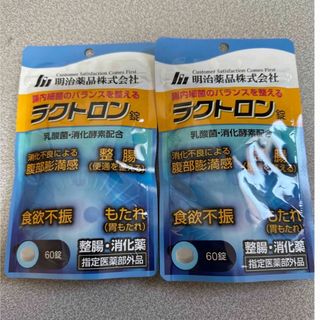 Customer Satisfaction Comes First
明治薬品株式会社
腸内細菌のバランスを整える
ラクトロン錠
乳酸菌・消化酵素配合
消化不良による
腹部膨満感
整腸
(便通を整える)
食欲不振
もたれ
(胃もたれ)
60錠
整腸・消化薬
指定医薬部外品
Customer Satisfaction Comes First
明治薬品株式会社
腸内細菌のバランスを整える
ラクトロン錠
乳酸菌・消化酵素配合
消化不良による
腹部膨満感
整腸
食欲不振
もたれ
(胃もたれ)
60錠
整腸・消化薬
指定医薬部外品